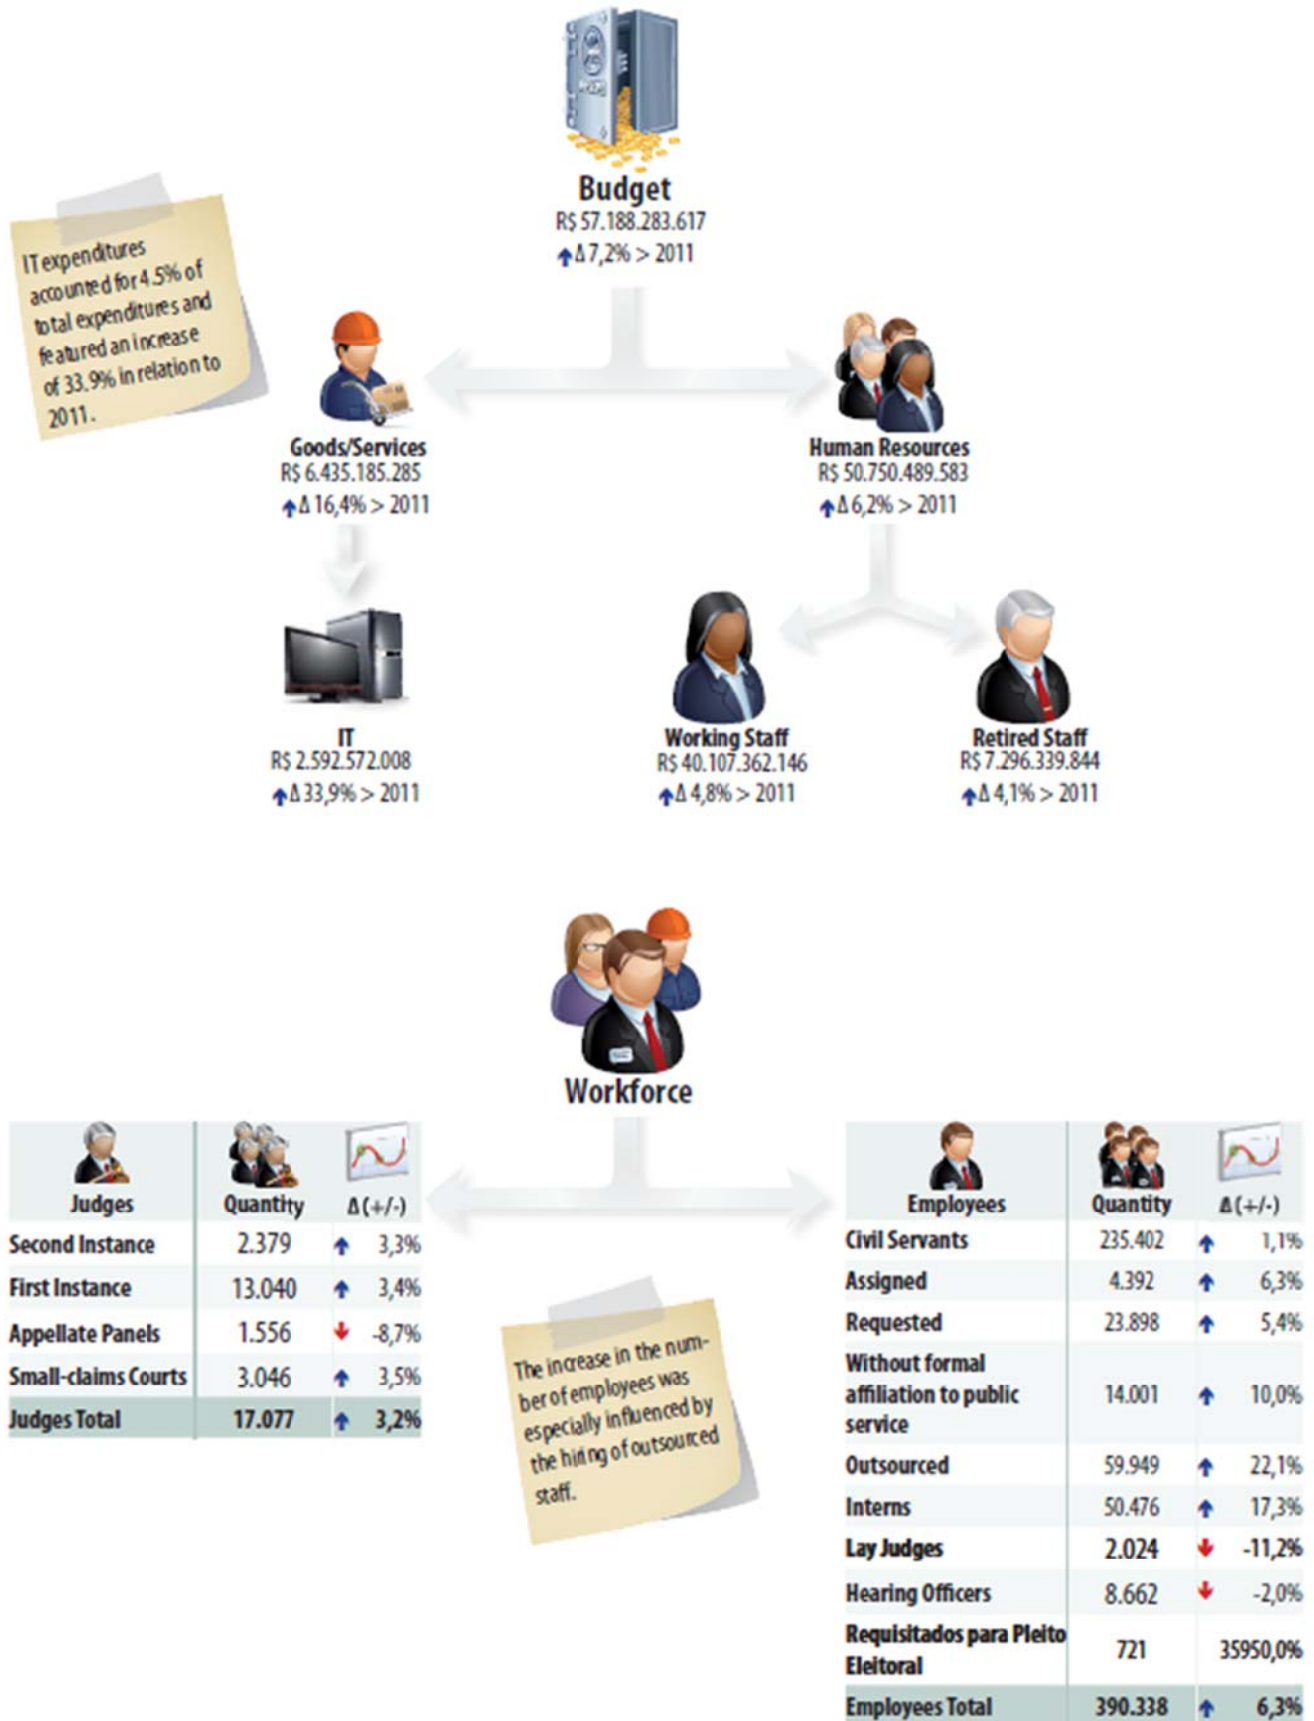 Budget
R$ 57.188.283.617
Δ 7,2% > 2011
IT expenditures
accounted for 4.5% of
total expenditures and
featured an increase
of 33.9% in relation to
2011.
Goods/Services
R$ 6.435.185.285
Δ 16,4% > 2011
Human Resources
R$ 50.750.489.583
Δ 6,2% > 2011
IT
R$ 2.592.572.008
Δ 33,9% > 2011
Working Staff
R$ 40.107.362.146
Δ 4,8% > 2011
Retired Staff
R$ 7.296.339.844
Δ 4,1% > 2011
Workforce
Judges Quantity Δ (+/-)
Second Instance 2.379 3,3%
First Instance 13.040 3,4%
Appellate Panels 1.556 -8,7%
Small-claims Courts 3.046 3,5%
Judges Total 17.077 3,2%
The increase in the num-
ber of employees was
especially influenced by
the hiring of outsourced
staff.
Employees Quantity Δ (+/-)
Civil Servants 235.402 1,1%
Assigned 4.392 6,3%
Requested 23.898 5,4%
Without formal
affiliation to public 14.001 10,0%
service
Outsourced 59.949 22,1%
Interns 50.476 17,3%
Lay Judges 2.024 -11,2%
Hearing Officers 8.662 -2,0%
Requisitados para Pleito
Eleitoral 721 35950,0%
Employees Total 390.338 6,3%